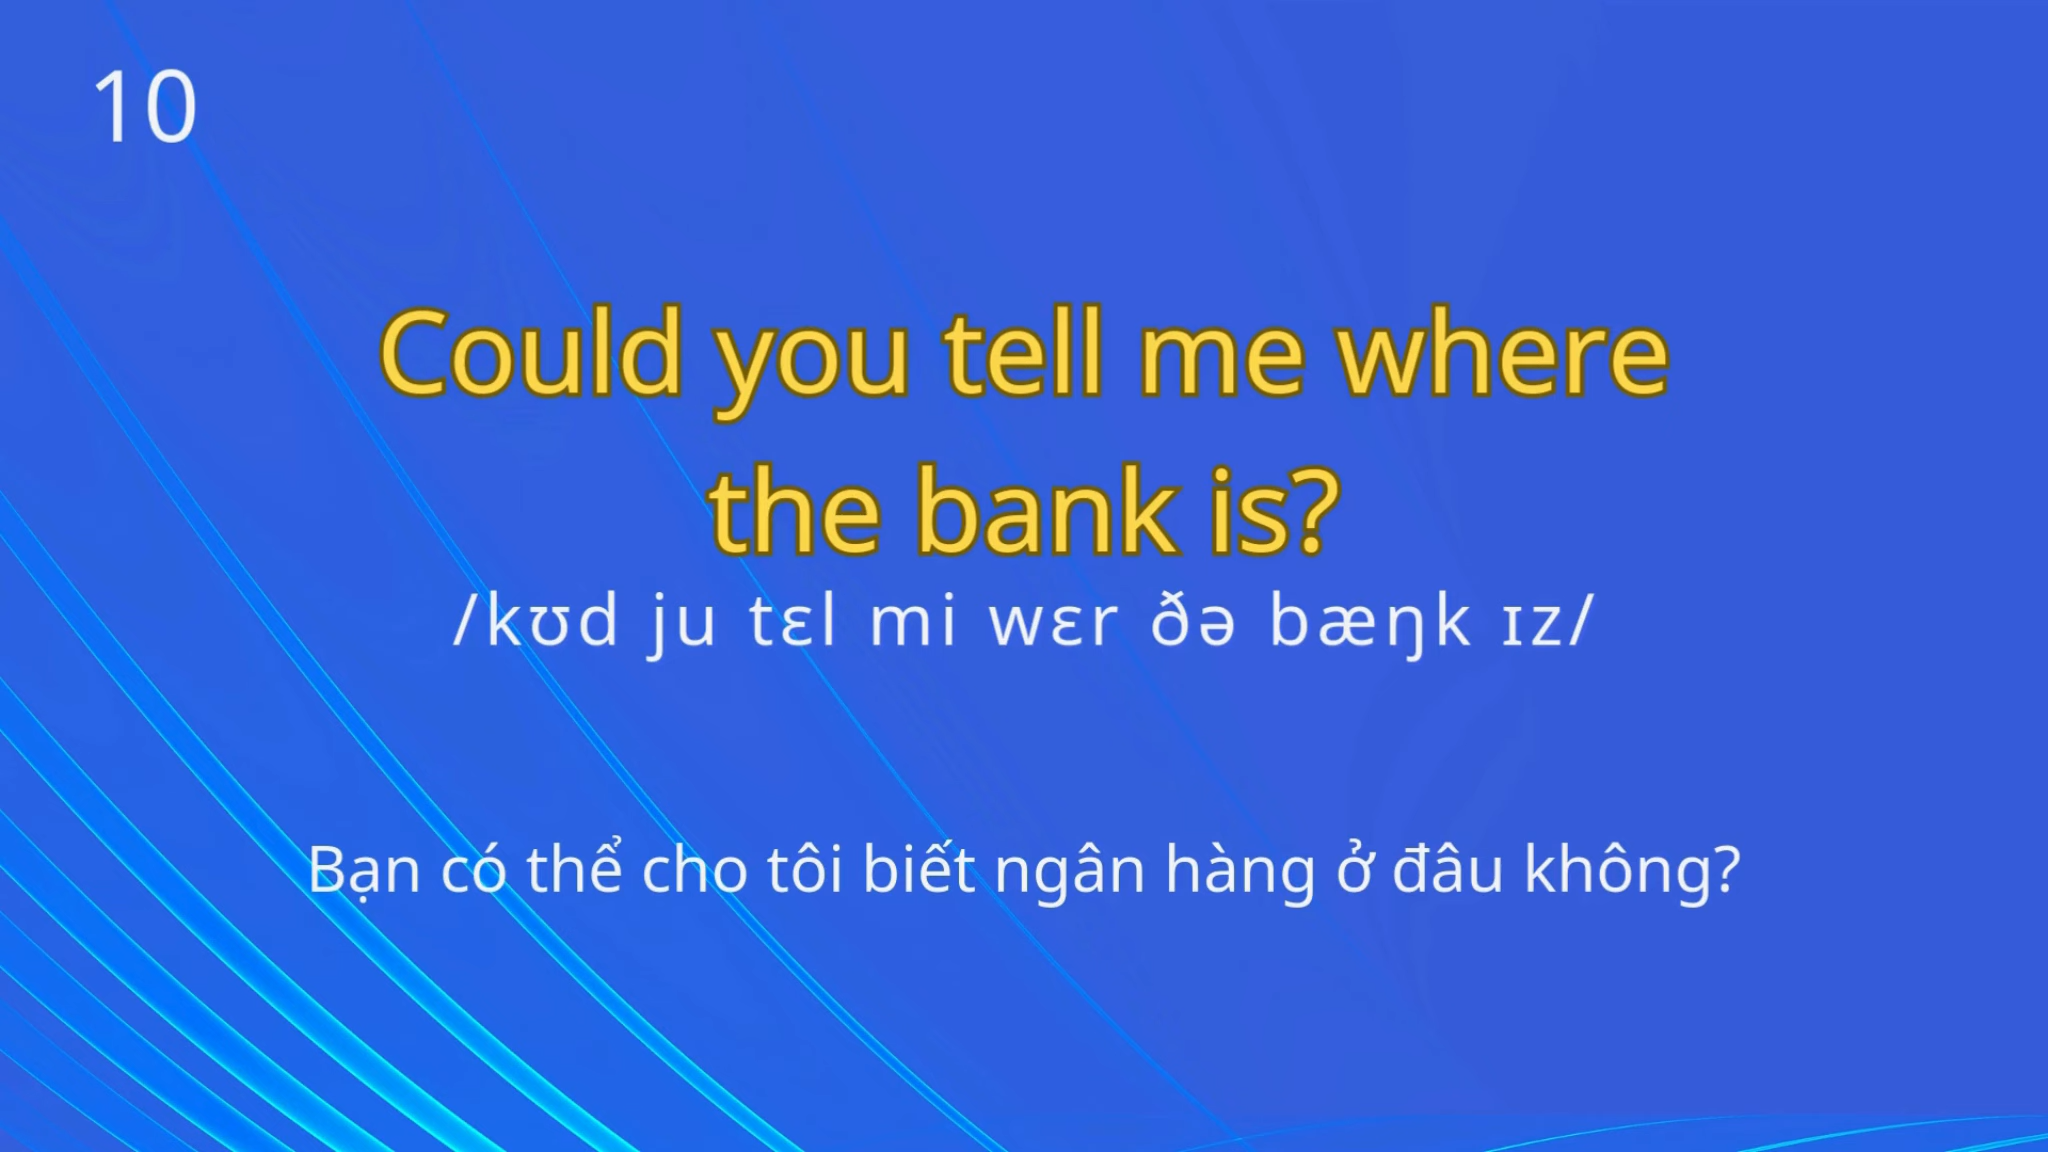 10
Could you tell me where
the bank is?
/kʊd ju tɛl mi wɛr ðə bæŋk ɪz/
Bạn có thể cho tôi biết ngân hàng ở đâu không?